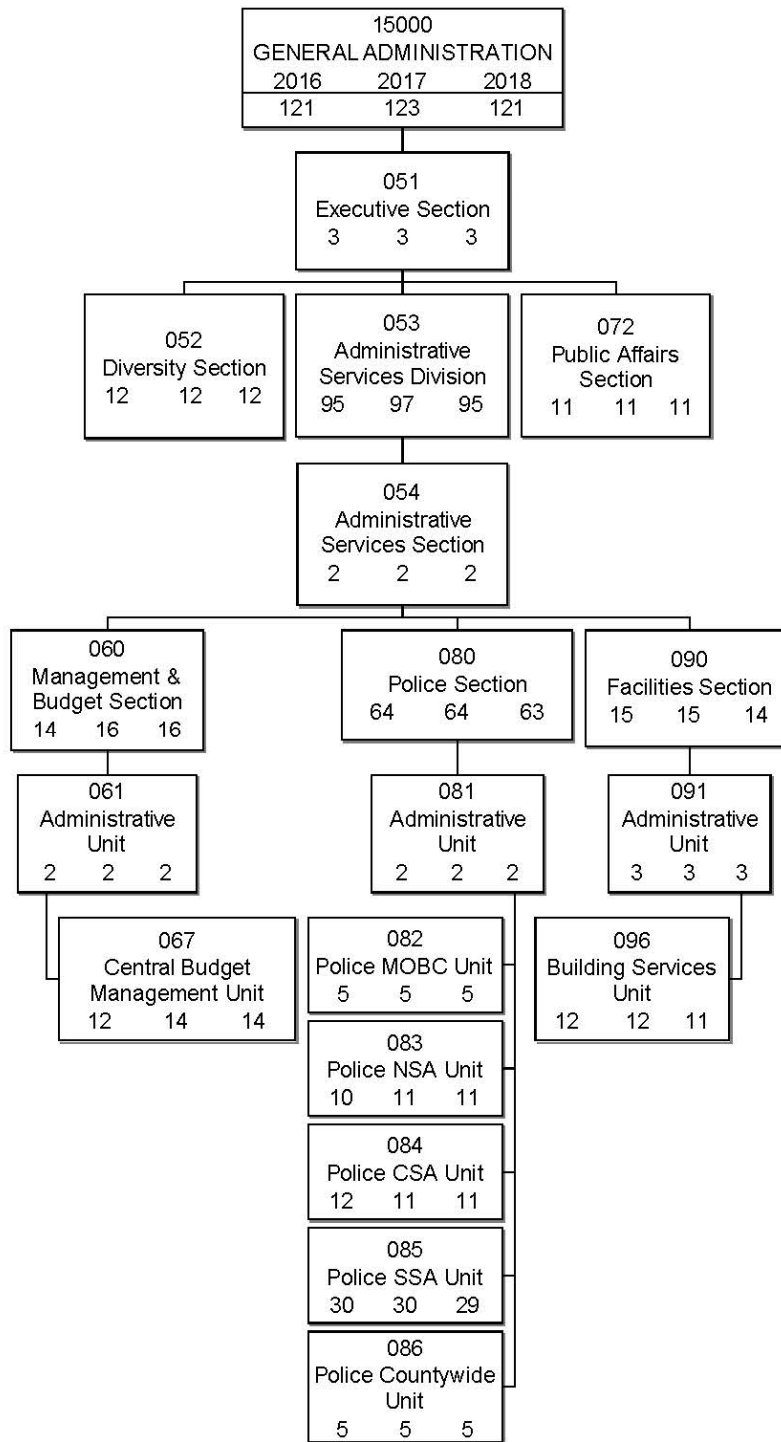 15000
GENERAL ADMINISTRATION
2016 2017 2018
121 123 121
051
Executive Section
3 3 3
052
Diversity Section
12 12 12
053
Administrative
Services Division
95 97 95
072
Public Affairs
Section
11 11 11
054
Administrative
Services Section
2 2 2
060
Management &
Budget Section
14 16 16
080
Police Section
64 64 63
090
Facilities Section
15 15 14
061
Administrative
Unit
2 2 2
081
Administrative
Unit
2 2 2
091
Administrative
Unit
3 3 3
067
Central Budget
Management Unit
12 14 14
082
Police MOBC Unit
5 5 5
096
Building Services
Unit
12 12 11
083
Police NSA Unit
10 11 11
084
Police CSA Unit
12 11 11
085
Police SSA Unit
30 30 29
086
Police Countywide
Unit
5 5 5